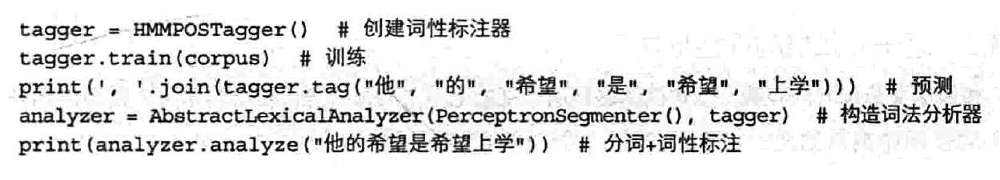 tagger = HMMPOSTagger()  # 创建词性标注器
tagger.train(corpus)  # 训练
print(', '.join(tagger.tag("他", "的", "希望", "是", "希望", "上学")))  # 预测
analyzer = AbstractLexicalAnalyzer(PerceptronSegmenter(), tagger)  # 构造词法分析器
print(analyzer.analyze("他的希望是希望上学"))  # 分词+词性标注